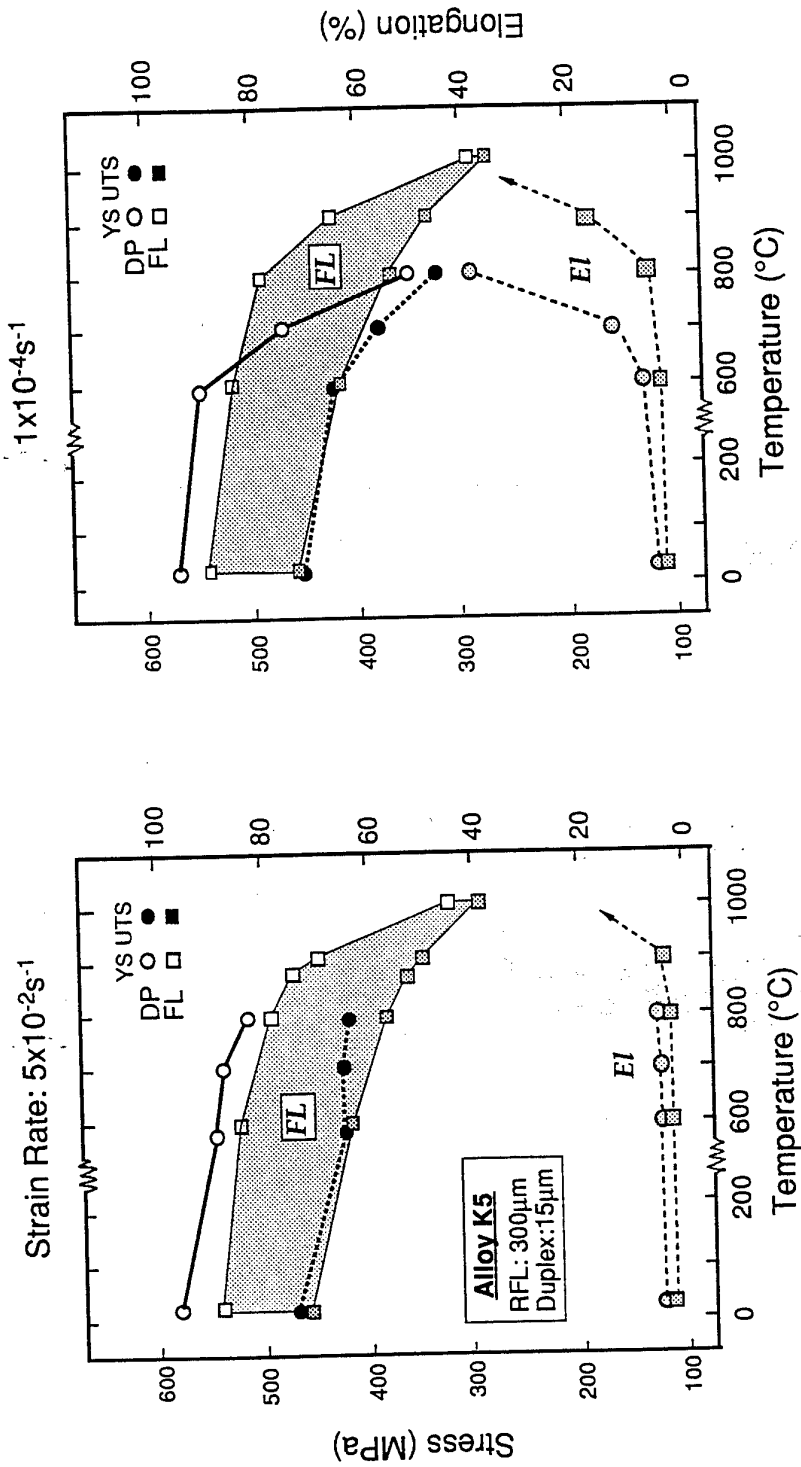 Strain Rate: 5x10-2s-1
1x10-4s-1
YS UTS
DP
FL
YS UTS
DP
FL
Stress (MPa)
600
500
400
300
200
100
100
80
60
40
20
0
FL
El
Alloy K5
RFL: 300μm
Duplex:15μm
0
200
600
800
1000
Temperature (°C)
600
500
400
300
200
100
80
60
40
20
0
Elongation (%)
FL
El
0
200
600
800
1000
Temperature (°C)
100